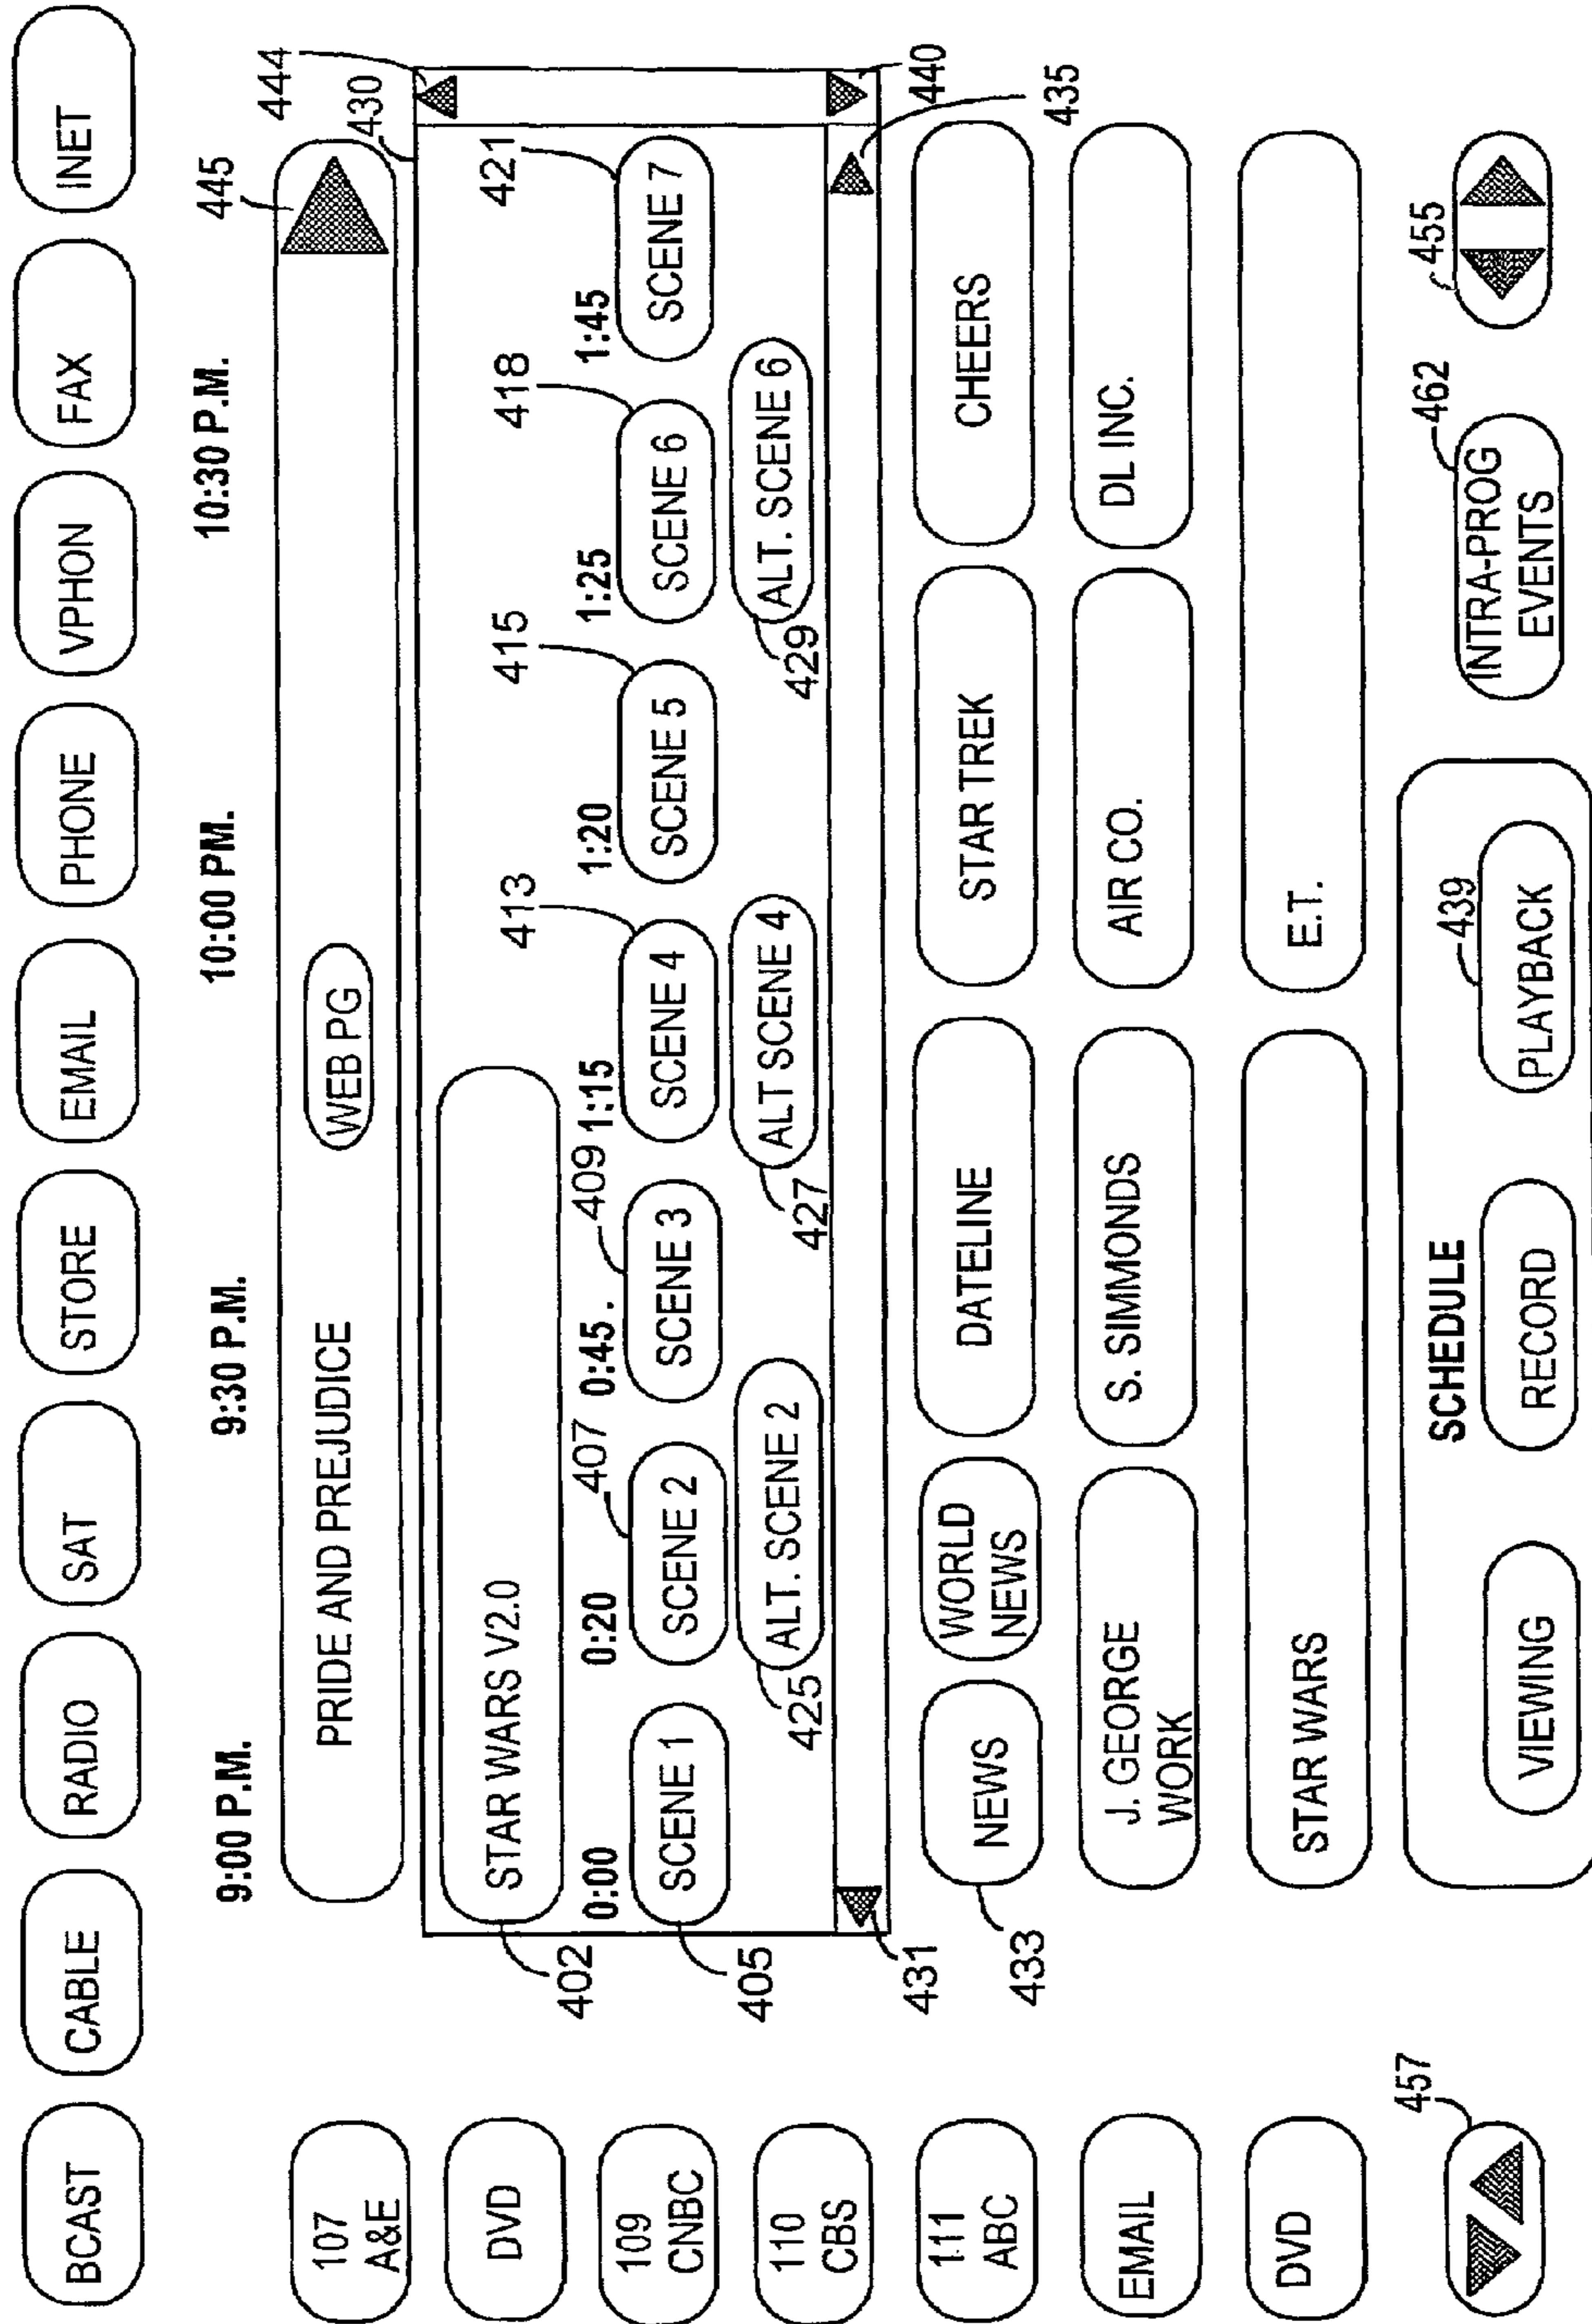 BCAST CABLE RADIO SAT STORE EMAIL PHONE VPHON FAX INET
9:00 P.M. 9:30 P.M. 10:00 PM. 10:30 P.M.
445
444
107
A&E
PRIDE AND PREJUDICE WEB PG
430
DVD
STAR WARS V2.0
402
413 415 418 421
407 409
0:00 0:20 0:45 . 1:15 1:20 1:25 1:45
109
CNBC
SCENE 1 SCENE 2 SCENE 3 SCENE 4 SCENE 5 SCENE 6 SCENE 7
405
110
CBS
ALT. SCENE 2 ALT SCENE 4 ALT. SCENE 6
425 427 429
431
440
435
111
ABC
NEWS
WORLD
NEWS
DATELINE STAR TREK CHEERS
433
EMAIL
J. GEORGE
WORK
S. SIMMONDS AIR CO. DL INC.
DVD STAR WARS E.T.
457
SCHEDULE
VIEWING RECORD PLAYBACK
439
INTRA-PROG
EVENTS
462
455